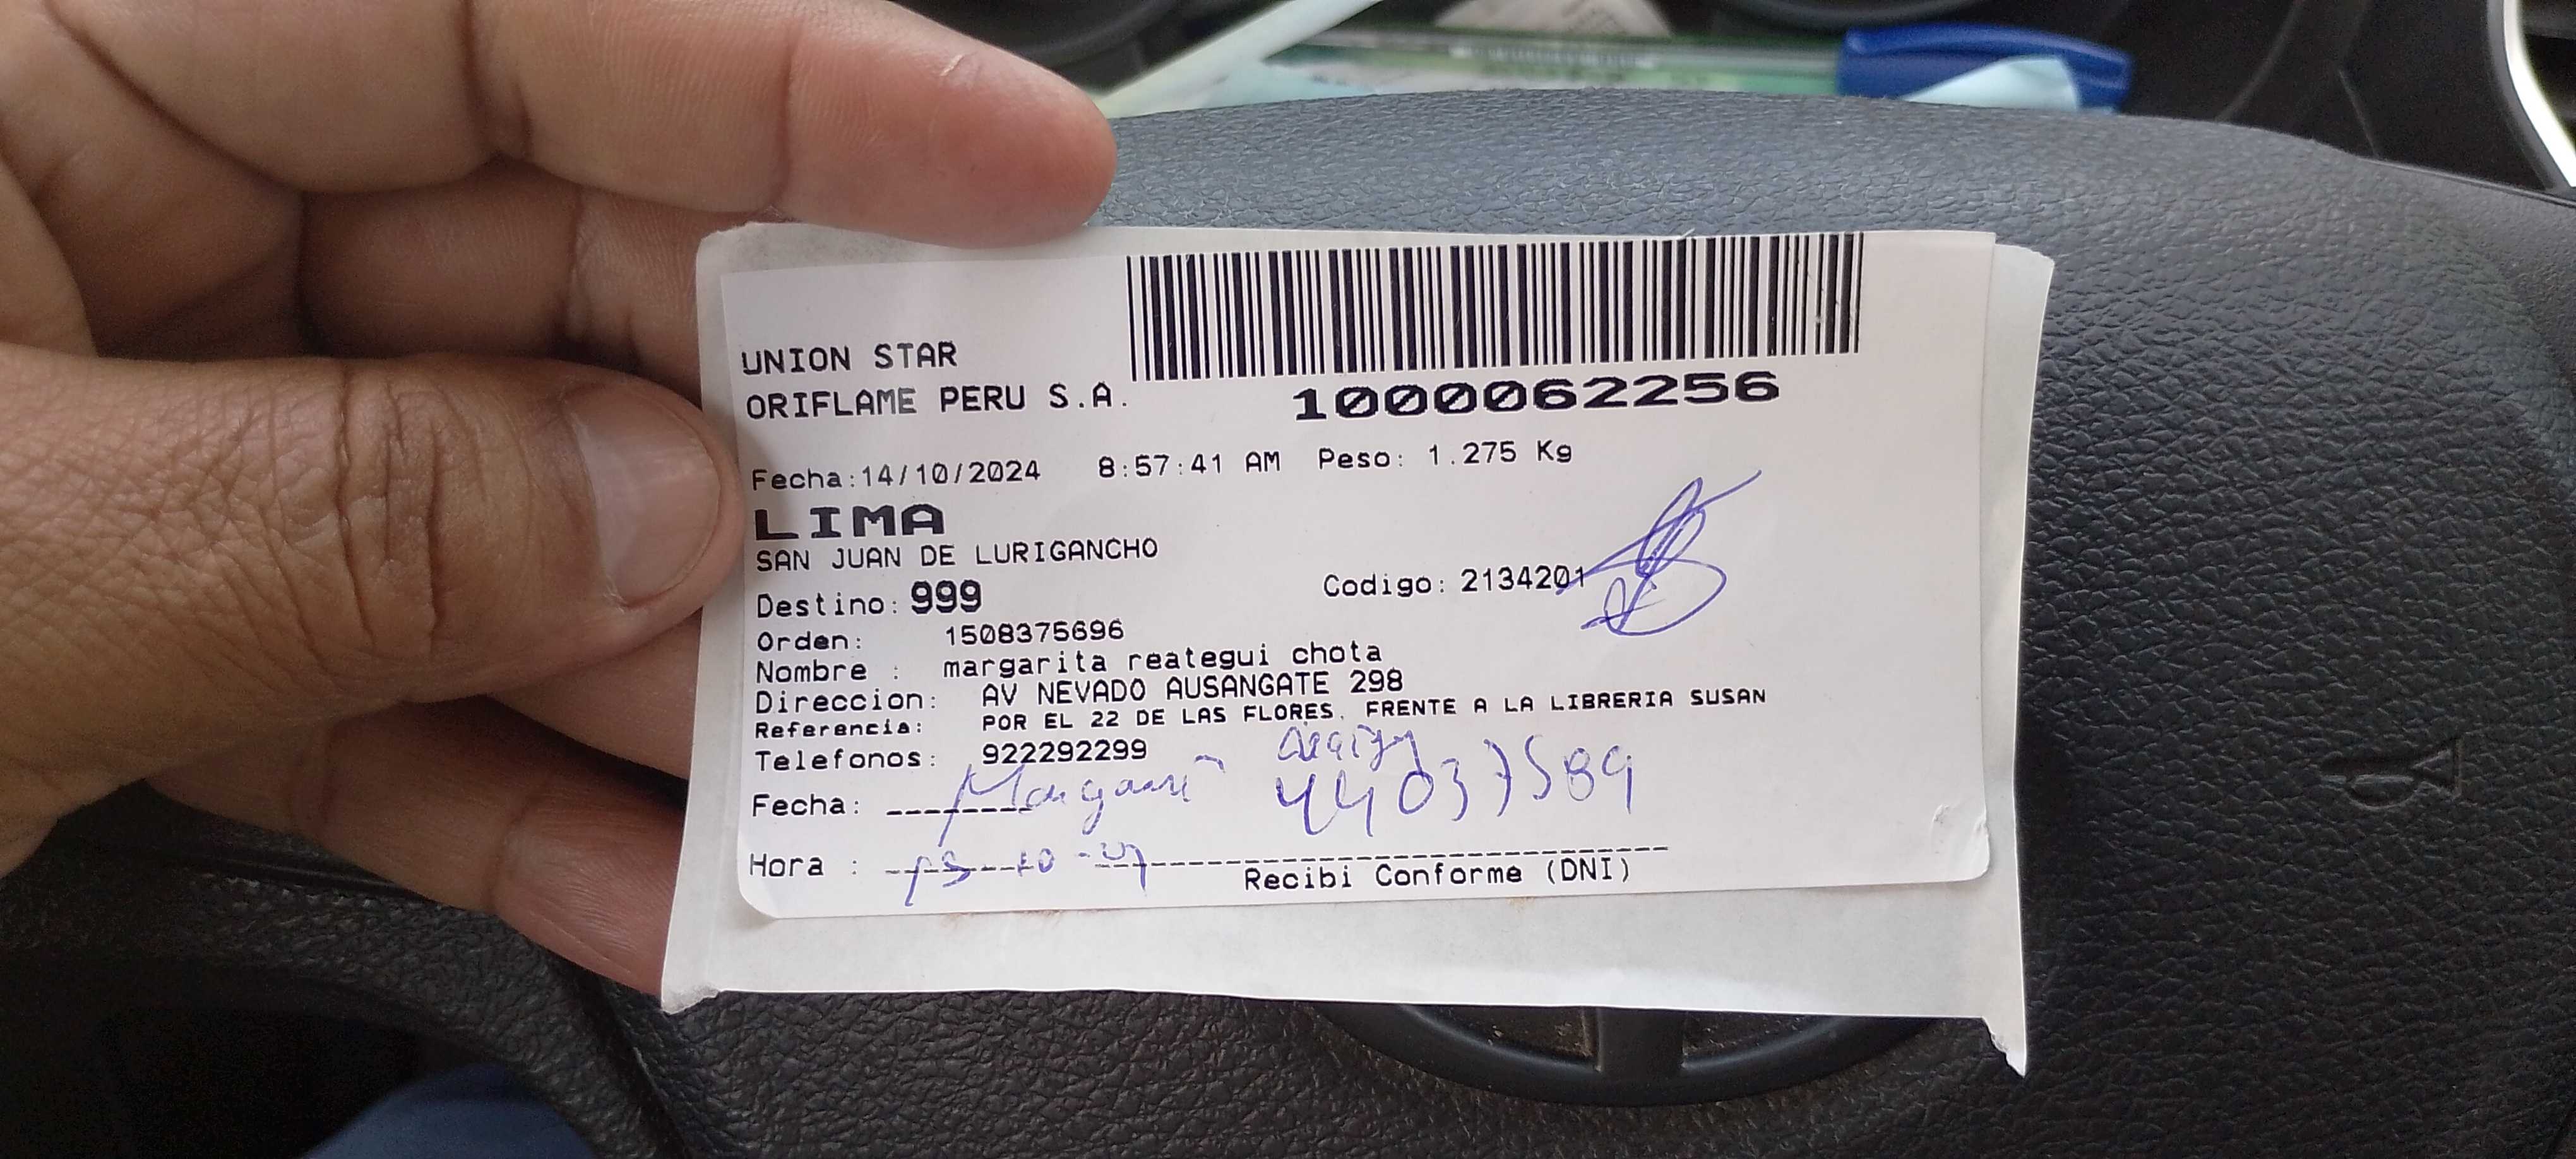 UNION STAR
ORIFLAME PERU S.A.
1000062256
Fecha:14/10/2024 8:57:41 AM Peso: 1.275 Kg
LIMA
SAN JUAN DE LURIGANCHO
Destino: 999 Codigo: 2134201
Orden: 1508375696
Nombre : margarita reategui chota
Direccion: AV NEVADO AUSANGATE 298
Referencia: POR EL 22 DE LAS FLORES, FRENTE A LA LIBRERIA SUSAN
Telefonos: 922292299
Fecha: 44037589
Hora :
Recibi Conforme (DNI)